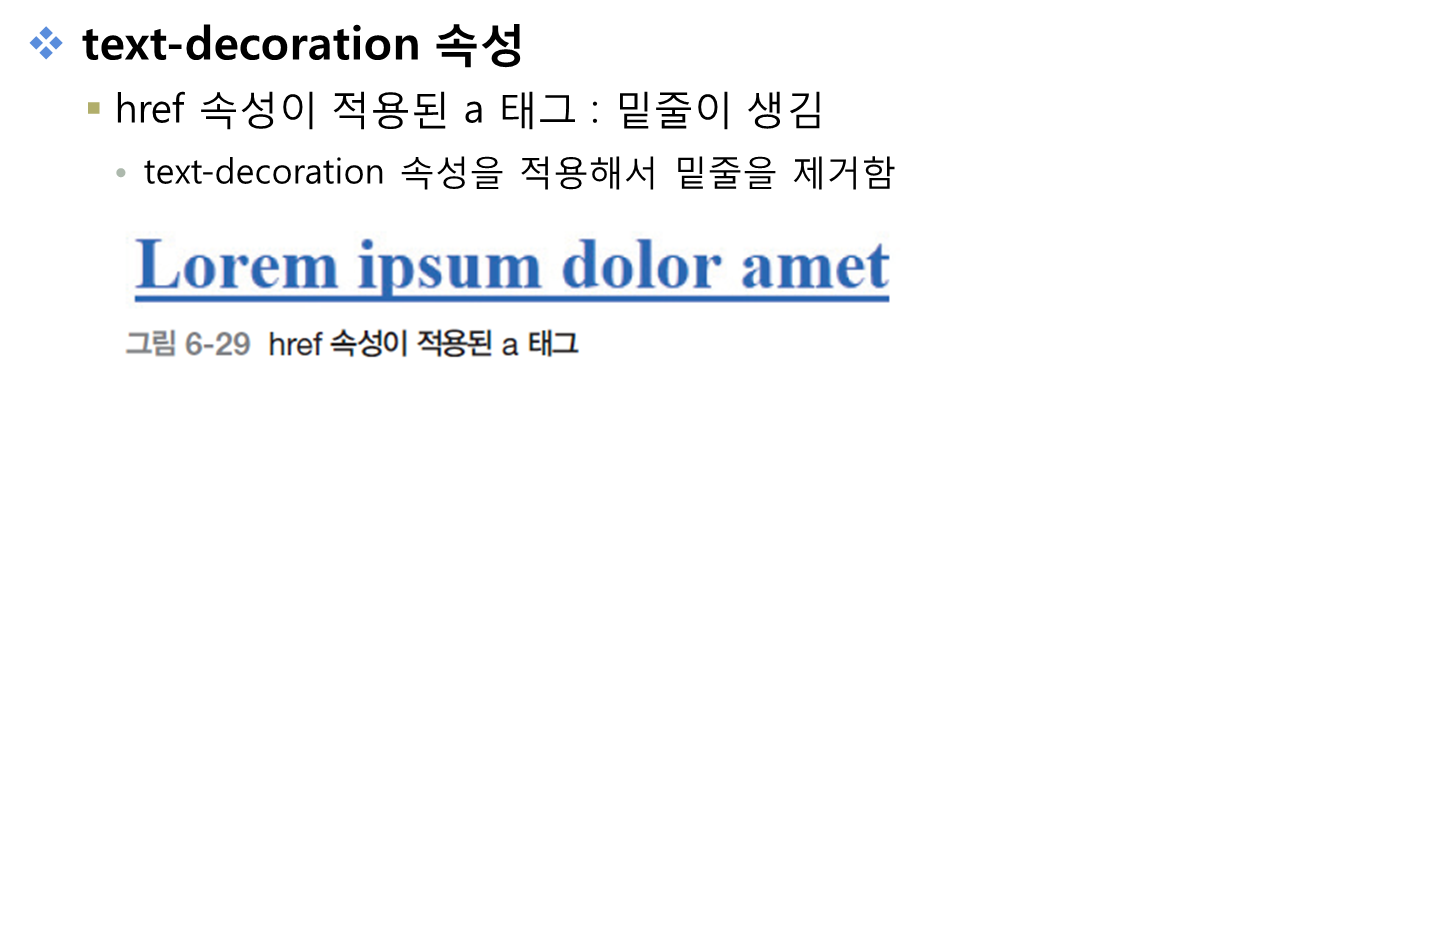 text-decoration 속성
href 속성이 적용된 a 태그 : 밑줄이 생김
text-decoration 속성을 적용해서 밑줄을 제거함
Lorem ipsum dolor amet
그림 6-29 href 속성이 적용된 a 태그